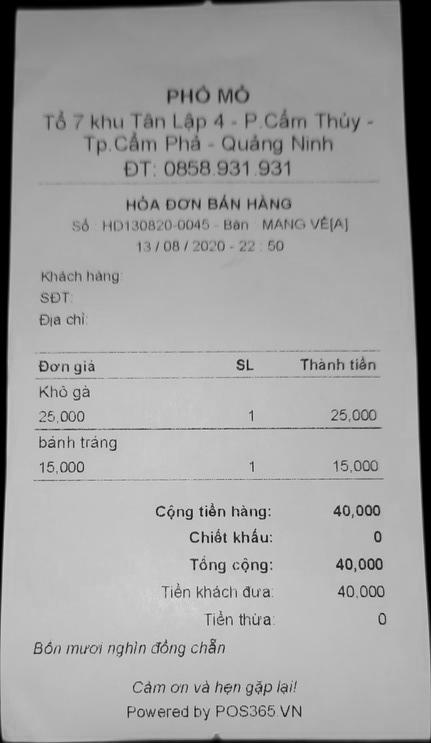 PHỐ MỎ
Tổ 7 khu Tân Lập 4 - P.Cẩm Thủy -
Tp.Cẩm Phả - Quảng Ninh
ĐT: 0858.931.931
HÓA ĐƠN BÁN HÀNG
Số : HD130820-0045 - Bàn : MANG VỀ[A]
13 / 08 / 2020 - 22 : 50
Khách hàng:
SĐT:
Địa chỉ:
Đơn giá SL Thành tiền
Khô gà
25,000 1 25,000
bánh tráng
15,000 1 15,000
Cộng tiền hàng: 40,000
Chiết khấu: 0
Tổng cộng: 40,000
Tiền khách đưa: 40,000
Tiền thừa: 0
Bốn mươi nghìn đồng chẵn
Cảm ơn và hẹn gặp lại!
Powered by POS365.VN